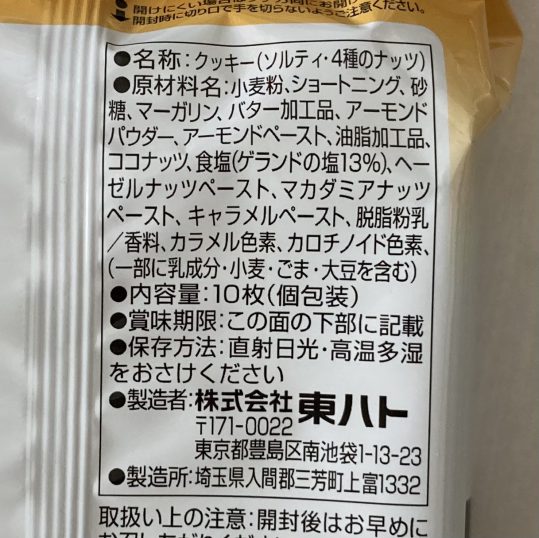 開けにくい場合は
開封時に切り口で手を切らないようご注意ください。
●名称:クッキー(ソルティ・4種のナッツ)
●原材料名:小麦粉、ショートニング、砂
糖、マーガリン、バター加工品、アーモンド
パウダー、アーモンドペースト、油脂加工品、
ココナッツ、食塩(ゲランドの塩13%)、ヘー
ゼルナッツペースト、マカダミアナッツ
ペースト、キャラメルペースト、脱脂粉乳
/香料、カラメル色素、カロチノイド色素、
(一部に乳成分・小麦・ごま・大豆を含む)
●内容量:10枚(個包装)
●賞味期限:この面の下部に記載
●保存方法:直射日光・高温多湿
をおさけください
●製造者:株式会社東ハト
〒171-0022
東京都豊島区南池袋1-13-23
●製造所:埼玉県入間郡三芳町上富1332
取扱い上の注意:開封後はお早めに